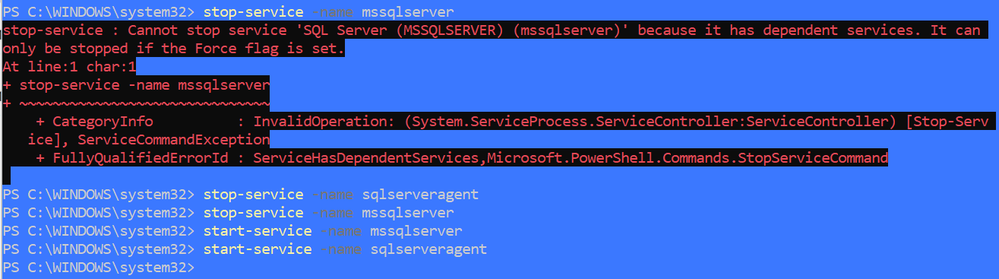 PS C:\WINDOWS\system32> stop-service -name mssqlserver
stop-service : Cannot stop service 'SQL Server (MSSQLSERVER) (mssqlserver)' because it has dependent services. It can
only be stopped if the Force flag is set.
At line:1 char:1
+ stop-service -name mssqlserver
+ ~~~~~~~~~~~~~~~~~~~~~~~~~~~~~~
+ CategoryInfo : InvalidOperation: (System.ServiceProcess.ServiceController:ServiceController) [Stop-Serv
ice], ServiceCommandException
+ FullyQualifiedErrorId : ServiceHasDependentServices,Microsoft.PowerShell.Commands.StopServiceCommand
PS C:\WINDOWS\system32> stop-service -name sqlserveragent
PS C:\WINDOWS\system32> stop-service -name mssqlserver
PS C:\WINDOWS\system32> start-service -name mssqlserver
PS C:\WINDOWS\system32> start-service -name sqlserveragent
PS C:\WINDOWS\system32>